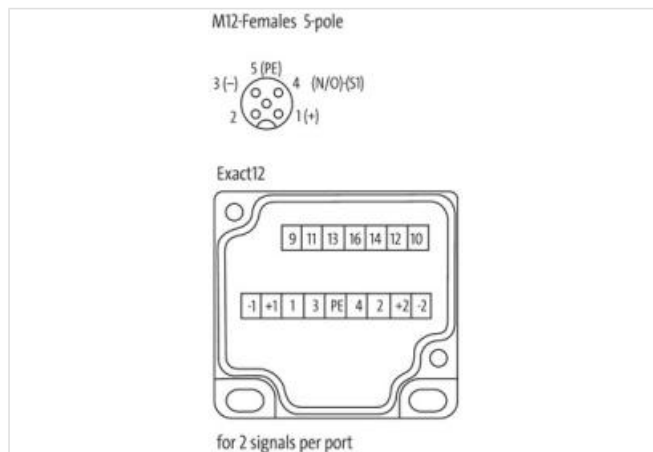 M12-Females 5-pole
5 (PE)
3 (–) 4 (N/O)-(S1)
2 1 (+)
Exact12
9 11 13 16 14 12 10
-1 +1 1 3 PE 4 2 +2 -2
for 2 signals per port